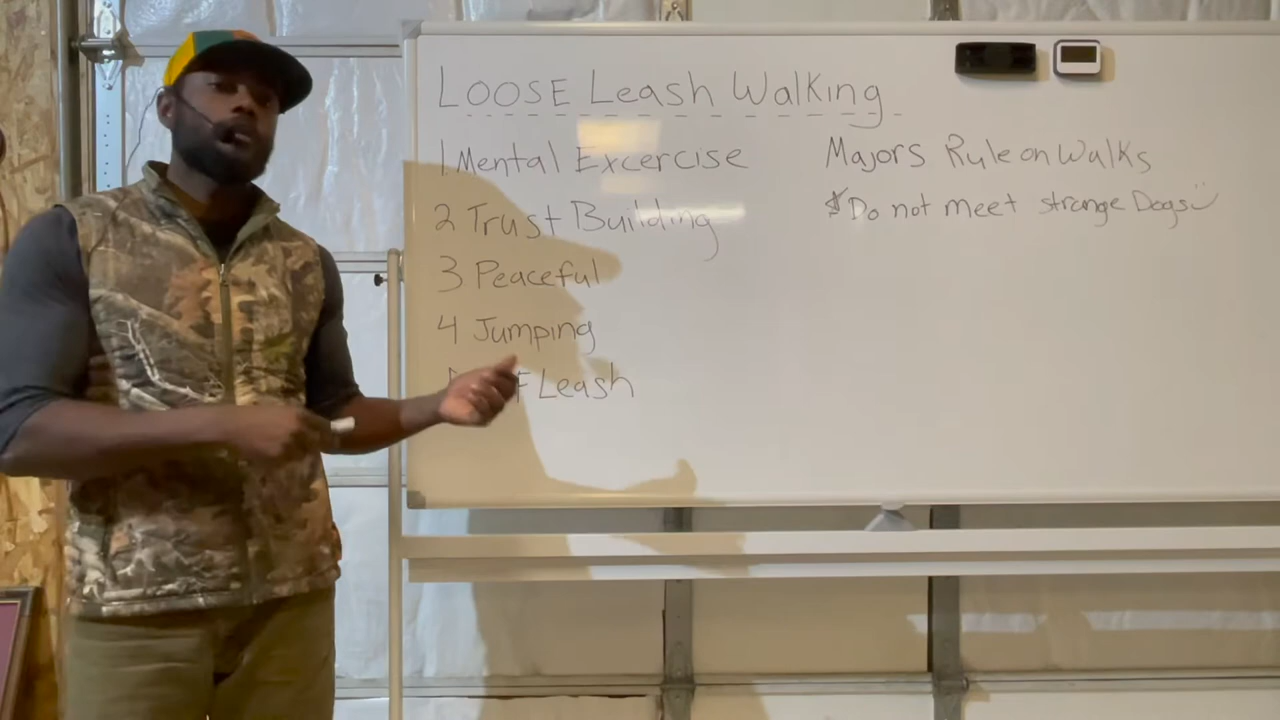 LOOSE Leash Walking
1 Mental Excercise
2 Trust Building
3 Peaceful
4 Jumping
Leash
Majors Rule on Walks
Do not meet strange Dogs